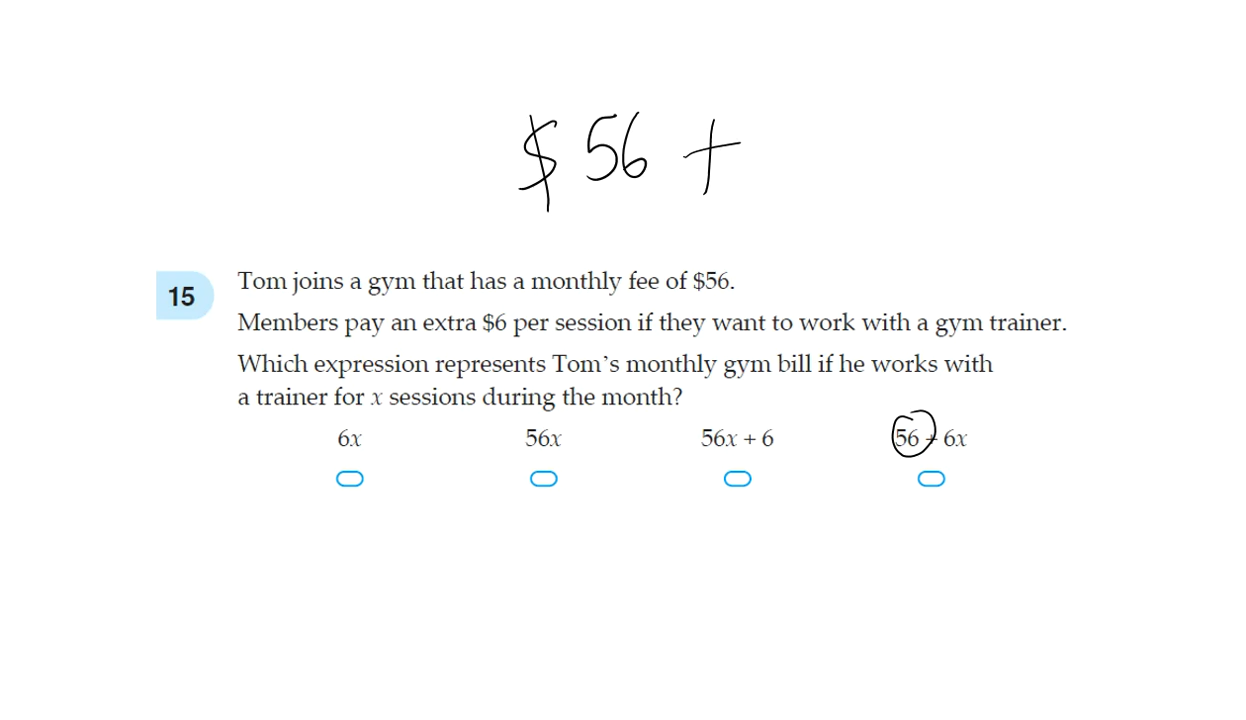 $ 56 +
15
Tom joins a gym that has a monthly fee of $56.
Members pay an extra $6 per session if they want to work with a gym trainer.
Which expression represents Tom's monthly gym bill if he works with
a trainer for x sessions during the month?
6x 56x 56x + 6 56 + 6x